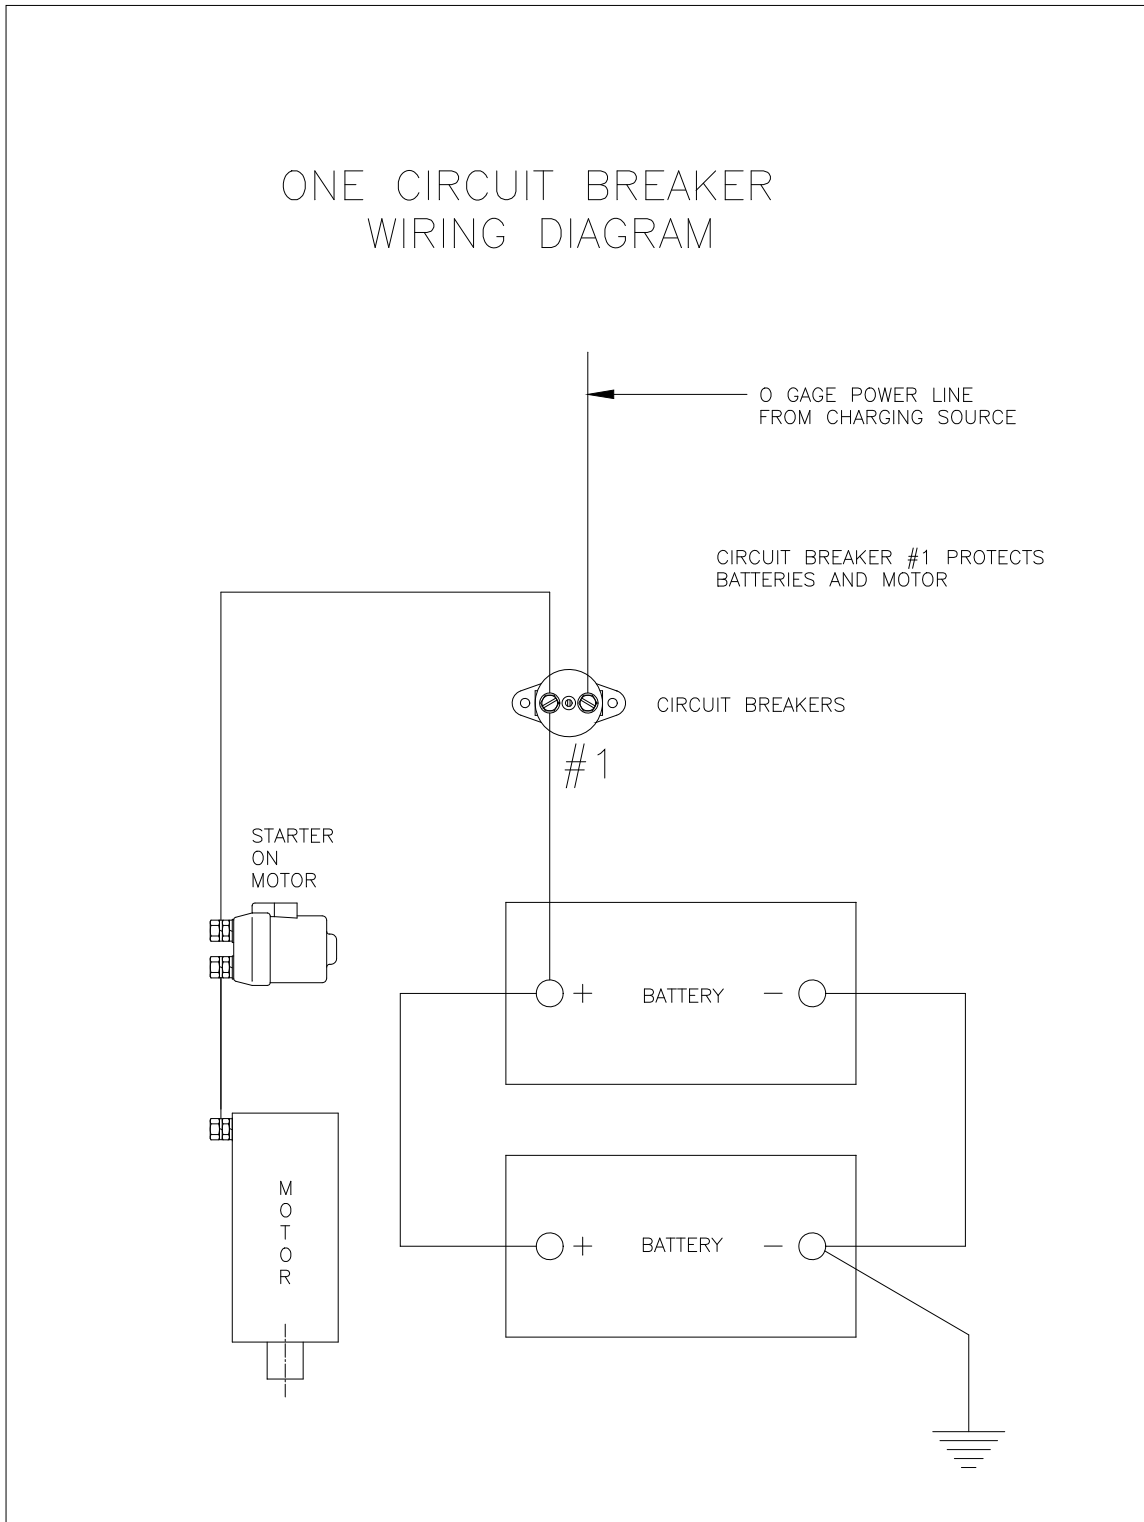 ONE CIRCUIT BREAKER
WIRING DIAGRAM
O GAGE POWER LINE
FROM CHARGING SOURCE
CIRCUIT BREAKER #1 PROTECTS
BATTERIES AND MOTOR
CIRCUIT BREAKERS
#1
STARTER
ON
MOTOR
+ BATTERY −
+ BATTERY −
MOTOR